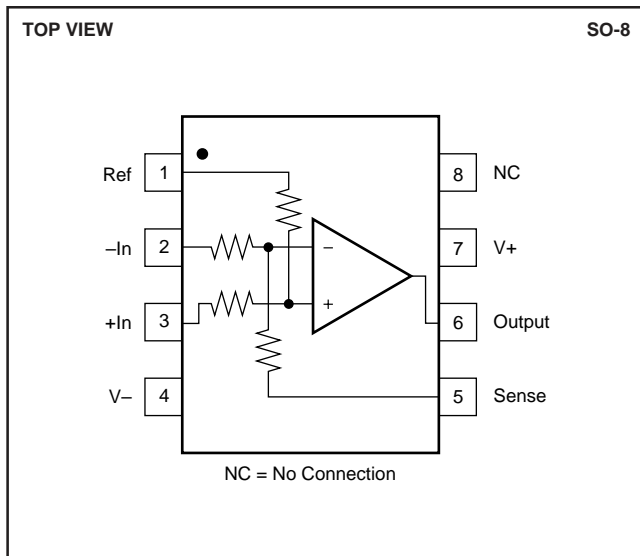 TOP VIEW SO-8
Ref 1 8 NC
–In 2 – 7 V+
+In 3 + 6 Output
V– 4 5 Sense
NC = No Connection